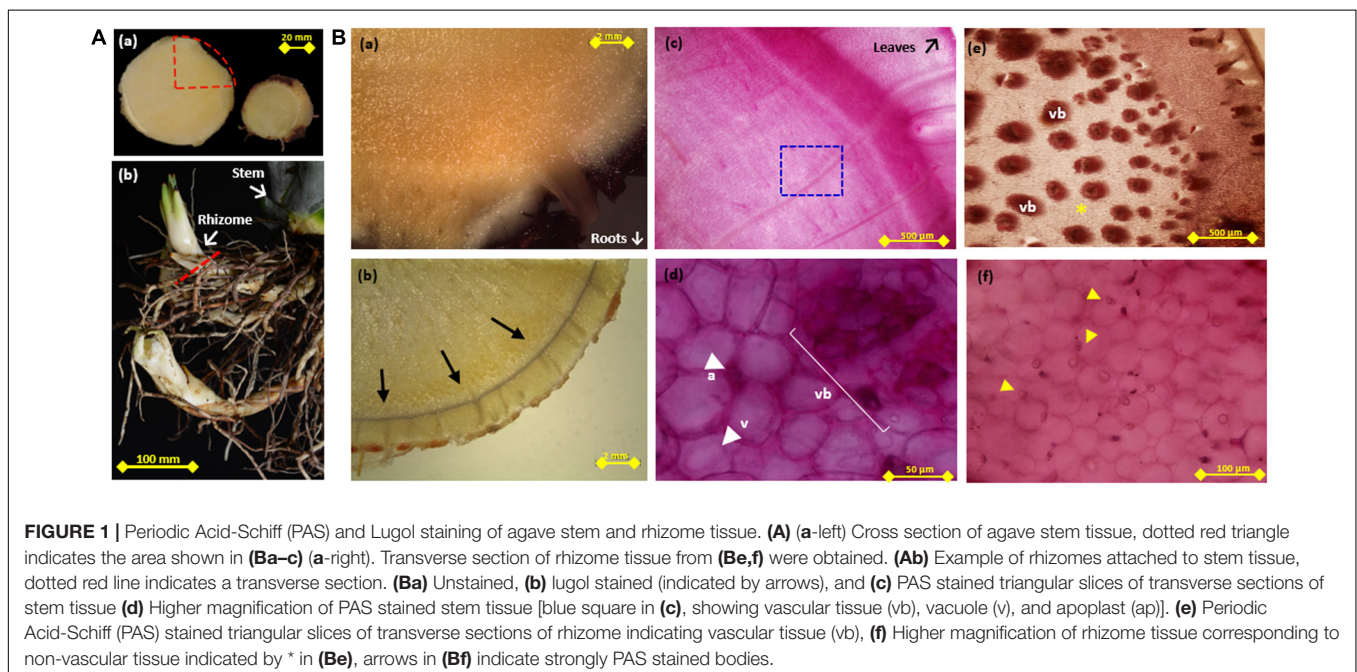 A
(a)
20 mm
(b)
Stem
Rhizome
100 mm
B
(a)
2 mm
Roots ↓
(b)
2 mm
(c)
Leaves ↗
500 µm
(d)
a
v
vb
50 µm
(e)
vb
vb
*
500 µm
(f)
100 µm
FIGURE 1 | Periodic Acid-Schiff (PAS) and Lugol staining of agave stem and rhizome tissue. (A) (a-left) Cross section of agave stem tissue, dotted red triangle
indicates the area shown in (Ba–c) (a-right). Transverse section of rhizome tissue from (Be,f) were obtained. (Ab) Example of rhizomes attached to stem tissue,
dotted red line indicates a transverse section. (Ba) Unstained, (b) lugol stained (indicated by arrows), and (c) PAS stained triangular slices of transverse sections of
stem tissue (d) Higher magnification of PAS stained stem tissue [blue square in (c), showing vascular tissue (vb), vacuole (v), and apoplast (ap)]. (e) Periodic
Acid-Schiff (PAS) stained triangular slices of transverse sections of rhizome indicating vascular tissue (vb), (f) Higher magnification of rhizome tissue corresponding to
non-vascular tissue indicated by * in (Be), arrows in (Bf) indicate strongly PAS stained bodies.